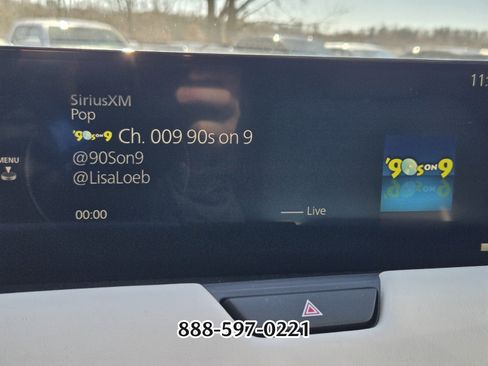 11:
SiriusXM
Pop
'90s on 9 Ch. 009 90s on 9
@90Son9
@LisaLoeb
MENU
'90s ON 9
00:00
Live
888-597-0221